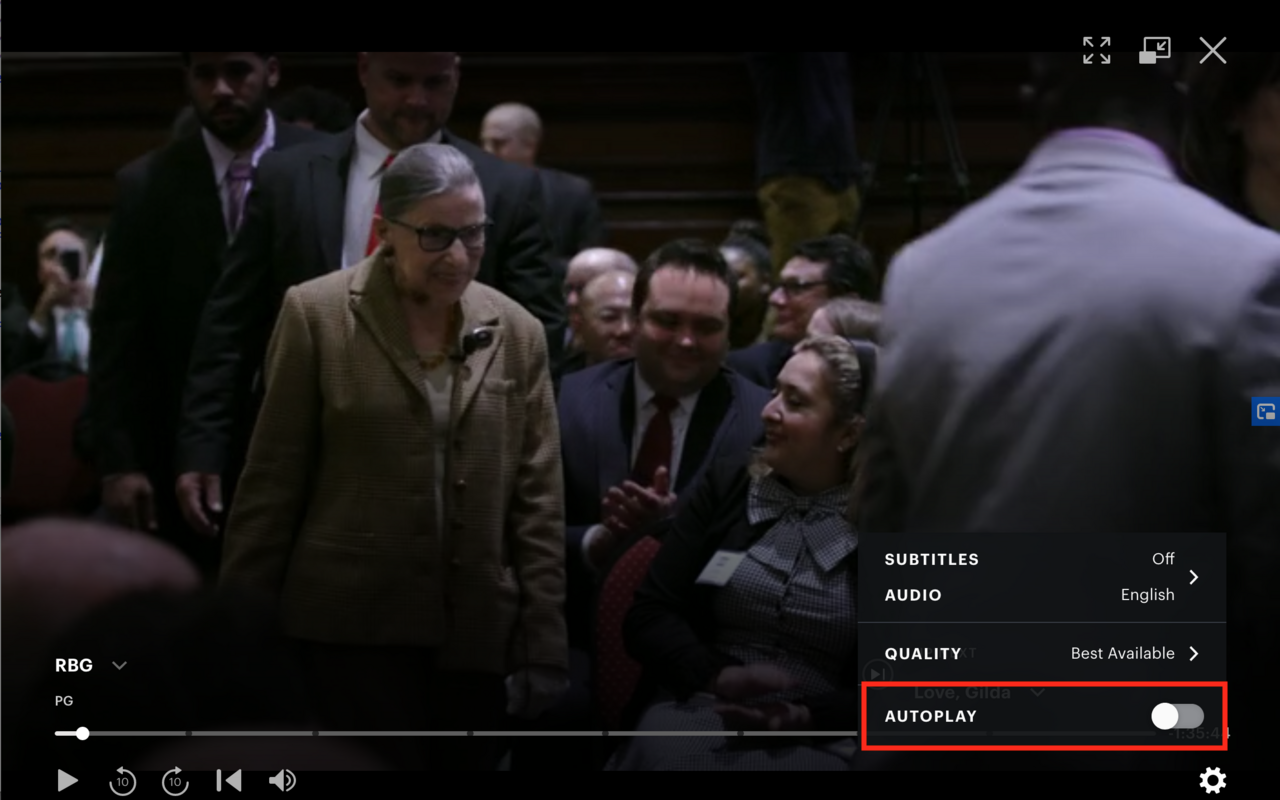 SUBTITLES Off
AUDIO English
QUALITY Best Available
RBG
Love, Gilda
PG
AUTOPLAY
10 10